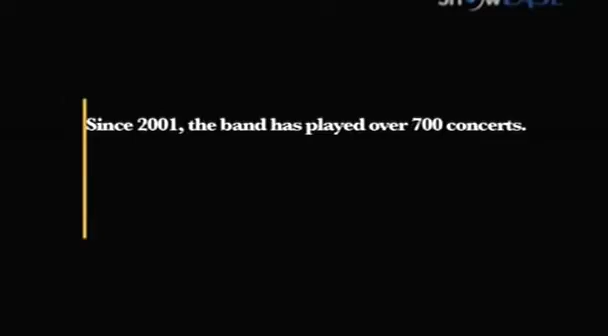 Since 2001, the band has played over 700 concerts.